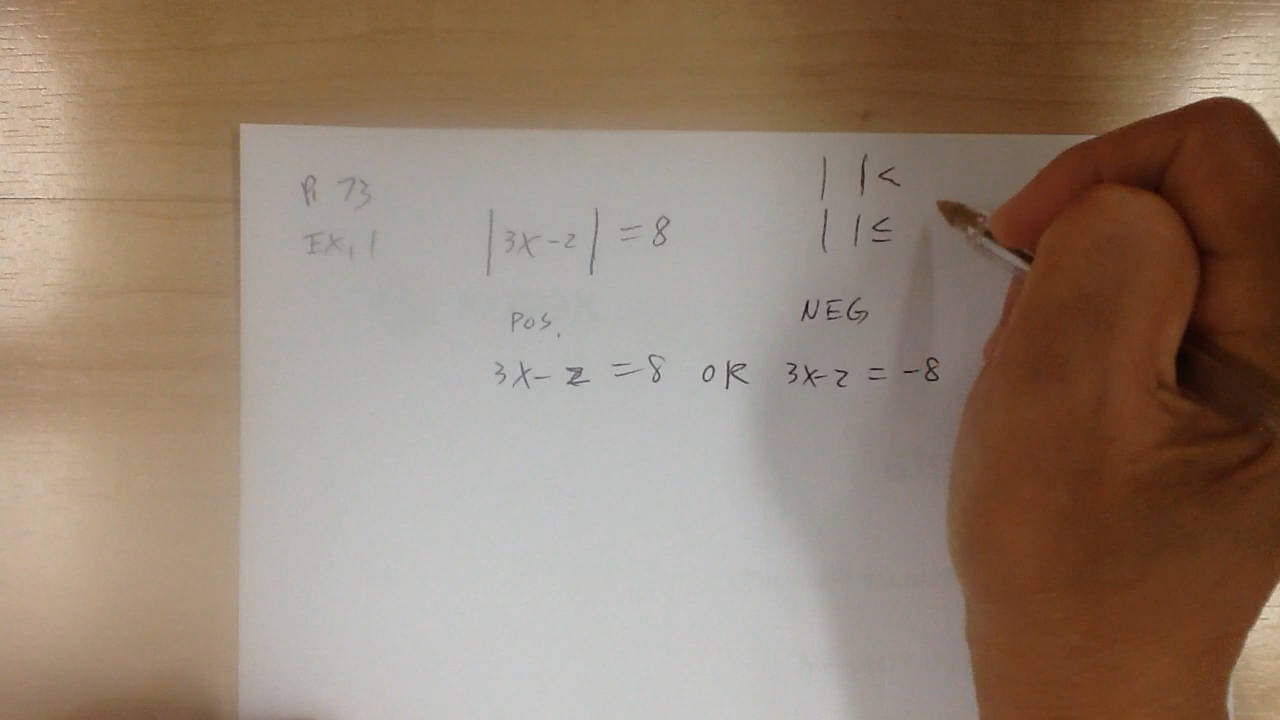 P. 73
EX. 1
|3X-2| = 8
| | <
| | ≤
POS.
NEG
3X-2 = 8 OR 3X-2 = -8